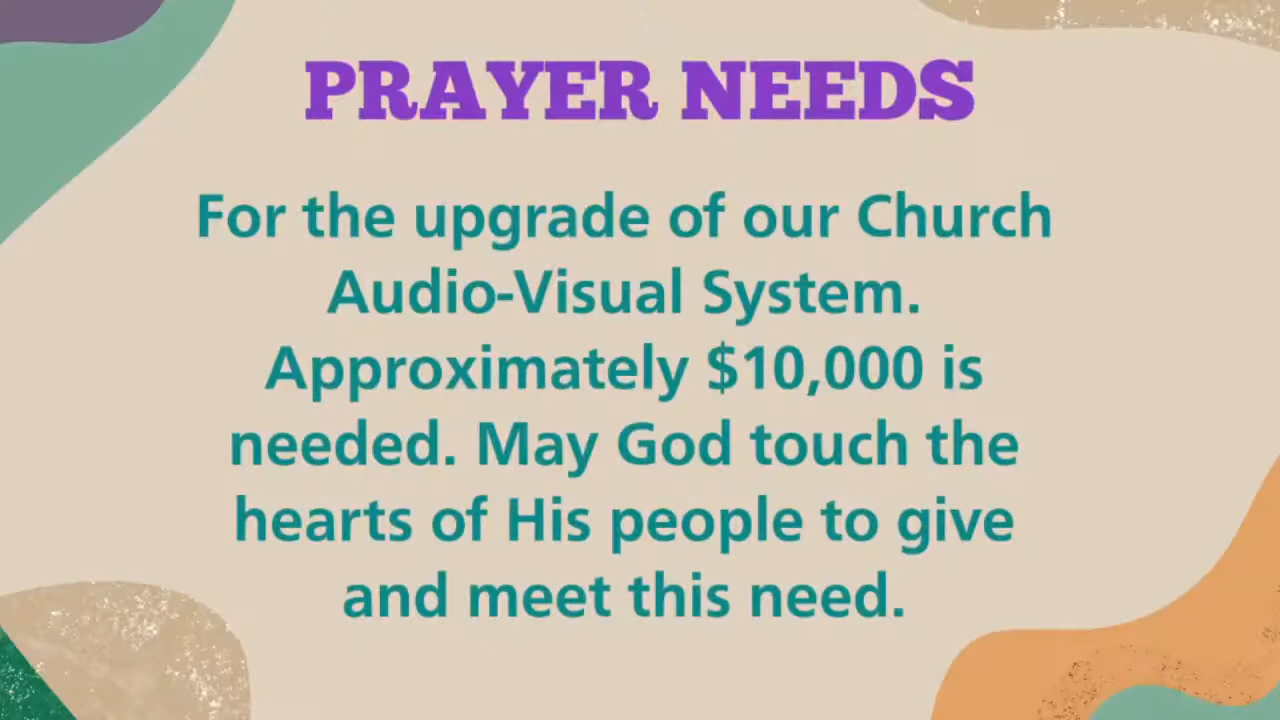 PRAYER NEEDS
For the upgrade of our Church
Audio-Visual System.
Approximately $10,000 is
needed. May God touch the
hearts of His people to give
and meet this need.